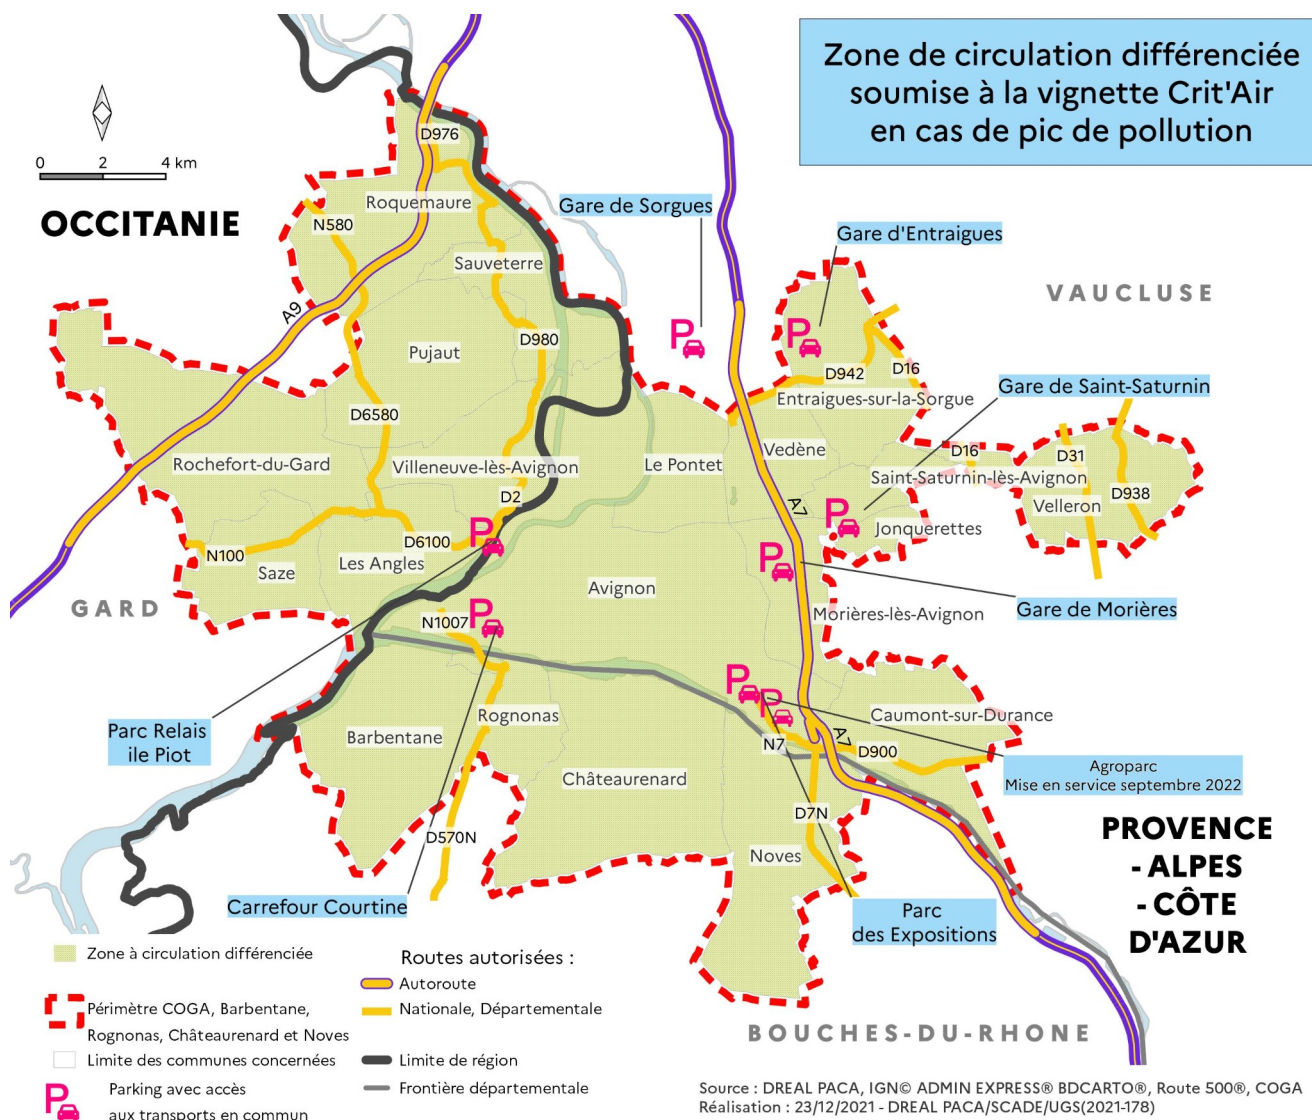 Zone de circulation différenciée
soumise à la vignette Crit'Air
en cas de pic de pollution
0 2 4 km
OCCITANIE
D976
Roquemaure
N580
Sauveterre
Gare de Sorgues
Gare d'Entraigues
VAUCLUSE
A9
Pujaut
D980
D942
D16
Gare de Saint-Saturnin
Entraigues-sur-la-Sorgue
D6580
Vedène
Rochefort-du-Gard
Villeneuve-lès-Avignon
Le Pontet
D16
D31
Saint-Saturnin-lès-Avignon
D2
A7
Velleron
D938
P
P
P
P
P
P
P
P
Jonquerettes
N100
D6100
Les Angles
Saze
Avignon
GARD
Gare de Morières
N1007
Morières-lès-Avignon
Parc Relais
ile Piot
Rognonas
Barbentane
Caumont-sur-Durance
N7
A7
D900
Châteaurenard
Agroparc
Mise en service septembre 2022
D570N
D7N
Noves
PROVENCE
- ALPES
- CÔTE
D'AZUR
Carrefour Courtine
Parc
des Expositions
BOUCHES-DU-RHONE
Zone à circulation différenciée
Périmètre COGA, Barbentane,
Rognonas, Châteaurenard et Noves
Limite des communes concernées
P
Parking avec accès
aux transports en commun
Routes autorisées :
Autoroute
Nationale, Départementale
Limite de région
Frontière départementale
Source : DREAL PACA, IGN© ADMIN EXPRESS® BDCARTO®, Route 500®, COGA
Réalisation : 23/12/2021 - DREAL PACA/SCADE/UGS(2021-178)